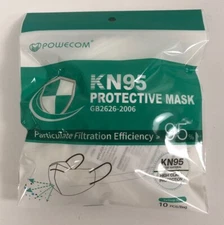 POWECOM®
KN95
PROTECTIVE MASK
GB2626-2006
Particulate Filtration Efficiency > 95
KN95
10